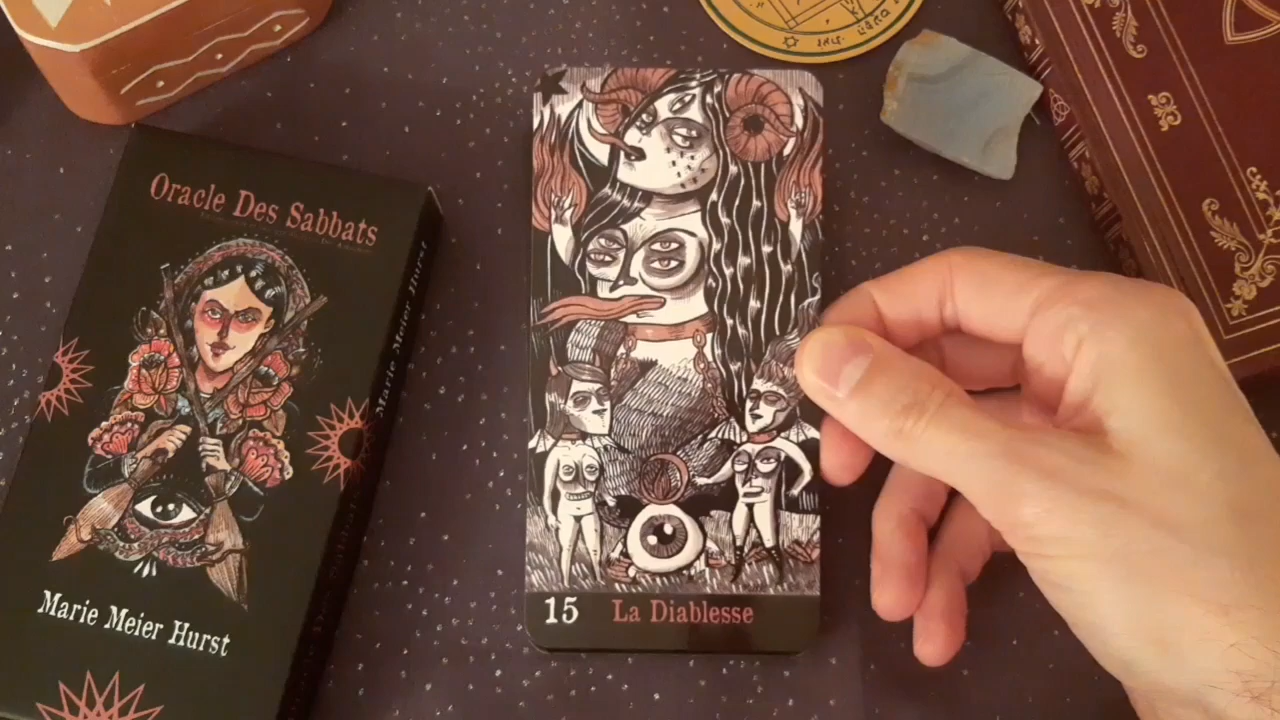 Oracle Des Sabbats
Marie Meier Hurst
Marie Meier Hurst
15 La Diablesse